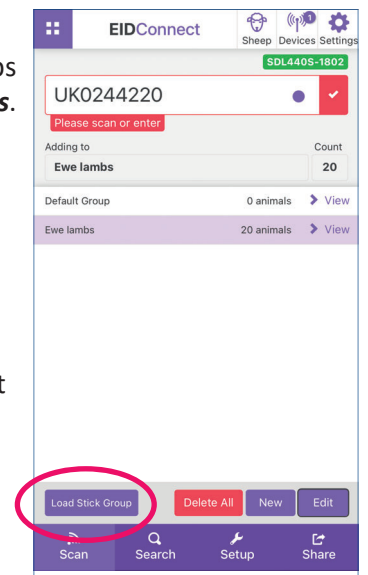 EIDConnect
Sheep Devices Settings
1
SDL440S-1802
ps
s.
UK0244220
Please scan or enter
Adding to Count
Ewe lambs 20
Default Group 0 animals View
Ewe lambs 20 animals View
t
Load Stick Group Delete All New Edit
Scan Search Setup Share